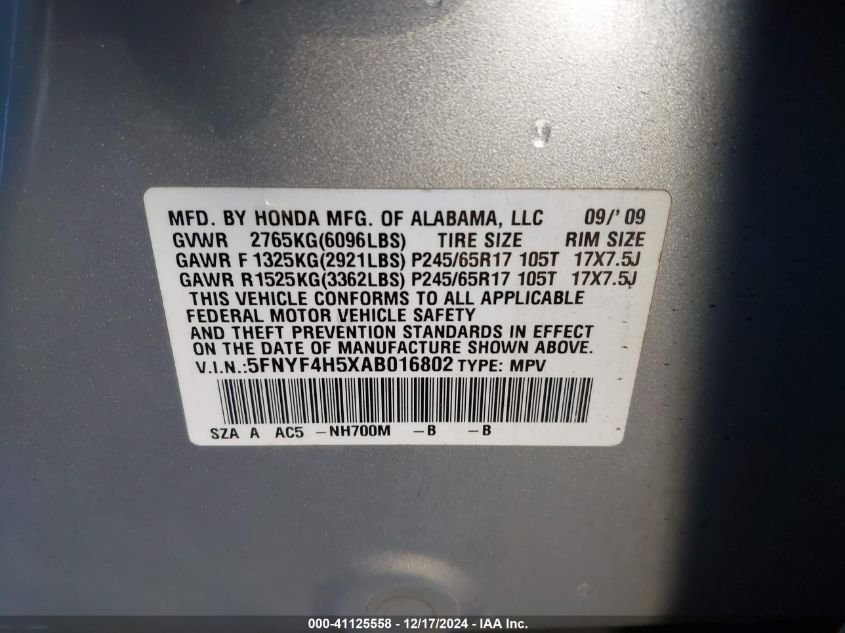 MFD. BY HONDA MFG. OF ALABAMA, LLC 09/'09
GVWR 2765KG(6096LBS) TIRE SIZE RIM SIZE
GAWR F 1325KG(2921LBS) P245/65R17 105T 17X7.5J
GAWR R1525KG(3362LBS) P245/65R17 105T 17X7.5J
THIS VEHICLE CONFORMS TO ALL APPLICABLE
FEDERAL MOTOR VEHICLE SAFETY
AND THEFT PREVENTION STANDARDS IN EFFECT
ON THE DATE OF MANUFACTURE SHOWN ABOVE.
V.I.N.:5FNYF4H5XAB016802 TYPE: MPV
SZA A AC5 -NH700M -B -B
000-41125558 - 12/17/2024 - IAA Inc.